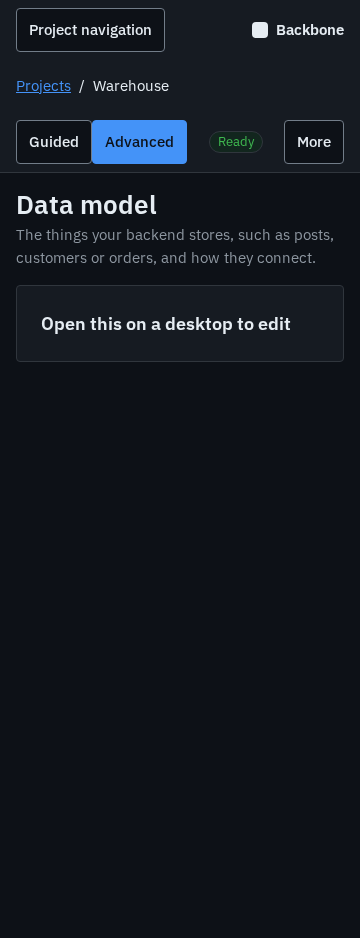 Project navigation
Backbone
Projects / Warehouse
Guided
Advanced
Ready
More
Data model
The things your backend stores, such as posts,
customers or orders, and how they connect.
Open this on a desktop to edit